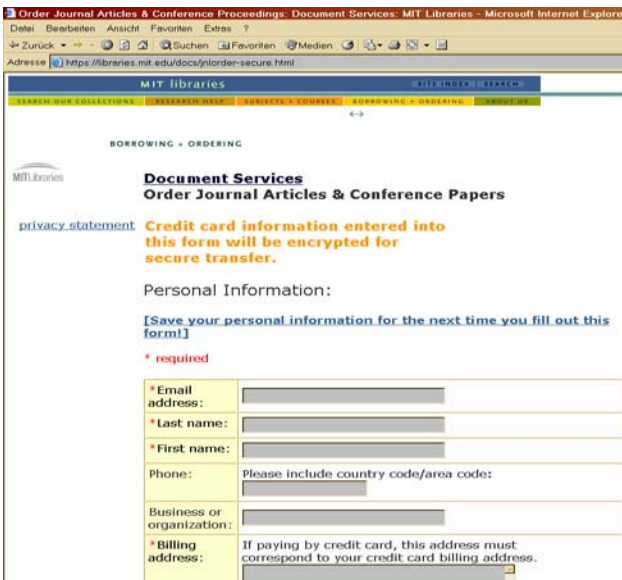 Order Journal Articles & Conference Proceedings: Document Services: MIT Libraries - Microsoft Internet Explore
Datei Bearbeiten Ansicht Favoriten Extras ?
Zurück Suchen Favoriten Medien
Adresse https://libraries.mit.edu/docs/jnlorder-secure.html
MIT libraries SITE INDEX | SEARCH
SEARCH OUR COLLECTIONS RESEARCH HELP SUBJECTS + COURSES BORROWING + ORDERING ABOUT US
BORROWING + ORDERING
MITLibraries
Document Services
Order Journal Articles & Conference Papers
privacy statement
Credit card information entered into
this form will be encrypted for
secure transfer.
Personal Information:
[Save your personal information for the next time you fill out this
form!]
* required
*Email
address:
*Last name:
*First name:
Phone: Please include country code/area code:
Business or
organization:
*Billing
address:
If paying by credit card, this address must
correspond to your credit card billing address.